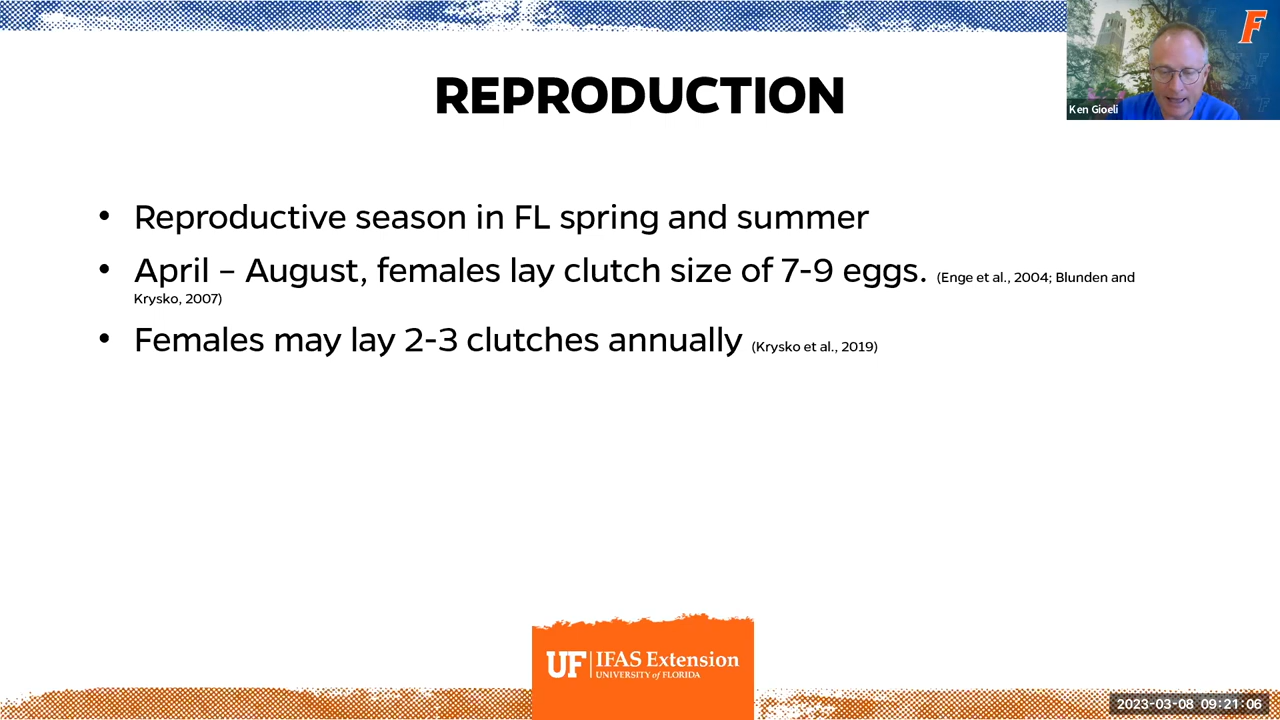 F
Ken Gioeli
REPRODUCTION
• Reproductive season in FL spring and summer
• April – August, females lay clutch size of 7-9 eggs. (Enge et al., 2004; Blunden and
Krysko, 2007)
• Females may lay 2-3 clutches annually (Krysko et al., 2019)
UF | IFAS Extension
UNIVERSITY of FLORIDA
2023-03-08 09:21:06